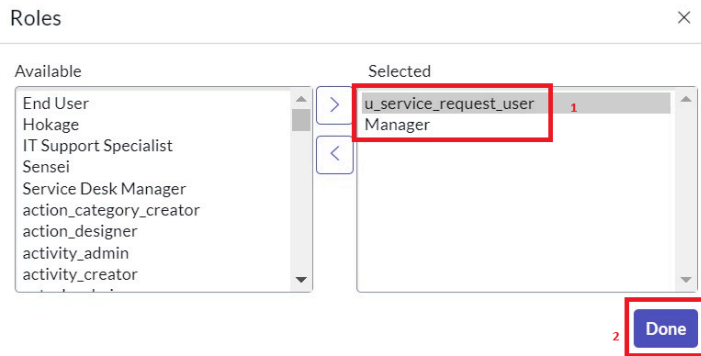 Roles
Available
End User
Hokage
IT Support Specialist
Sensei
Service Desk Manager
action_category_creator
action_designer
activity_admin
activity_creator
Selected
u_service_request_user 1
Manager
2 Done